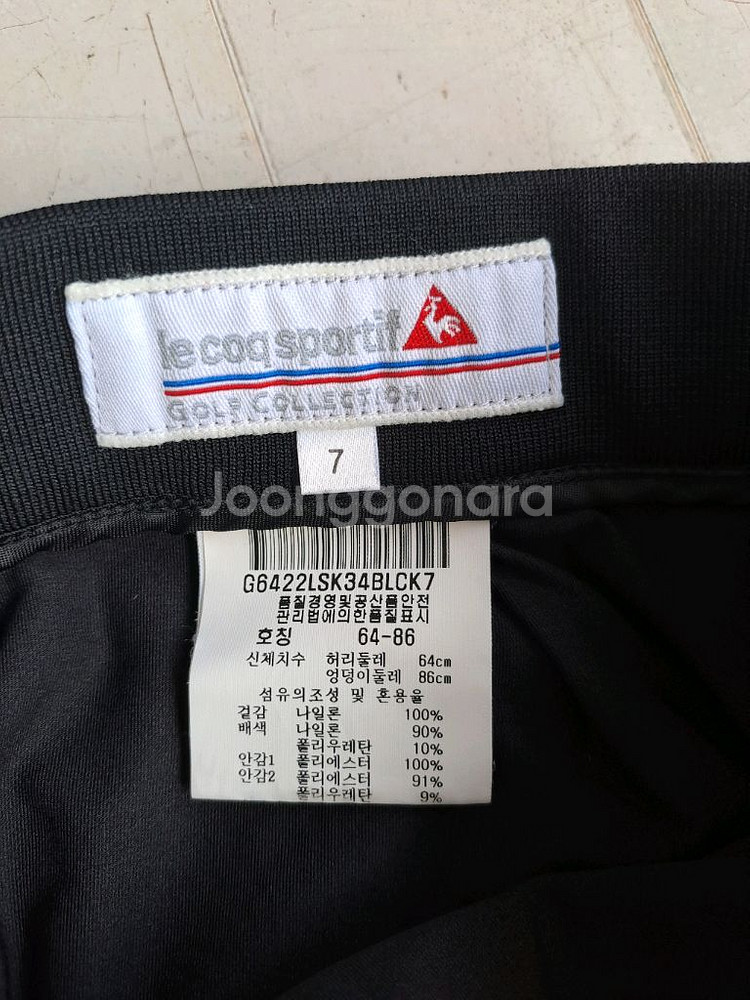 le coq sportif
GOLF COLLECTION
7
Joonggonara
G6422LSK34BLCK7
품질경영및공산품안전
관리법에의한품질표시
호칭 64-86
신체치수 허리둘레 64cm
엉덩이둘레 86cm
섬유의조성 및 혼용율
겉감 나일론 100%
배색 나일론 90%
폴리우레탄 10%
안감1 폴리에스터 100%
안감2 폴리에스터 91%
폴리우레탄 9%